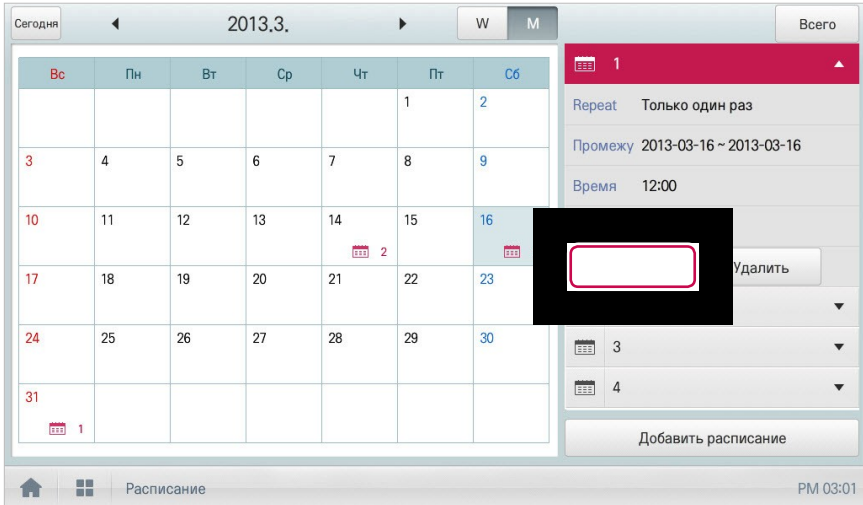 Сегодня 2013.3. W M Всего
Вс Пн Вт Ср Чт Пт Сб
1 2
3 4 5 6 7 8 9
10 11 12 13 14 15 16
2
17 18 19 20 21 22 23
24 25 26 27 28 29 30
31
1
1
Repeat Только один раз
Промежу 2013-03-16 ~ 2013-03-16
Время 12:00
Удалить
3
4
Добавить расписание
Расписание PM 03:01